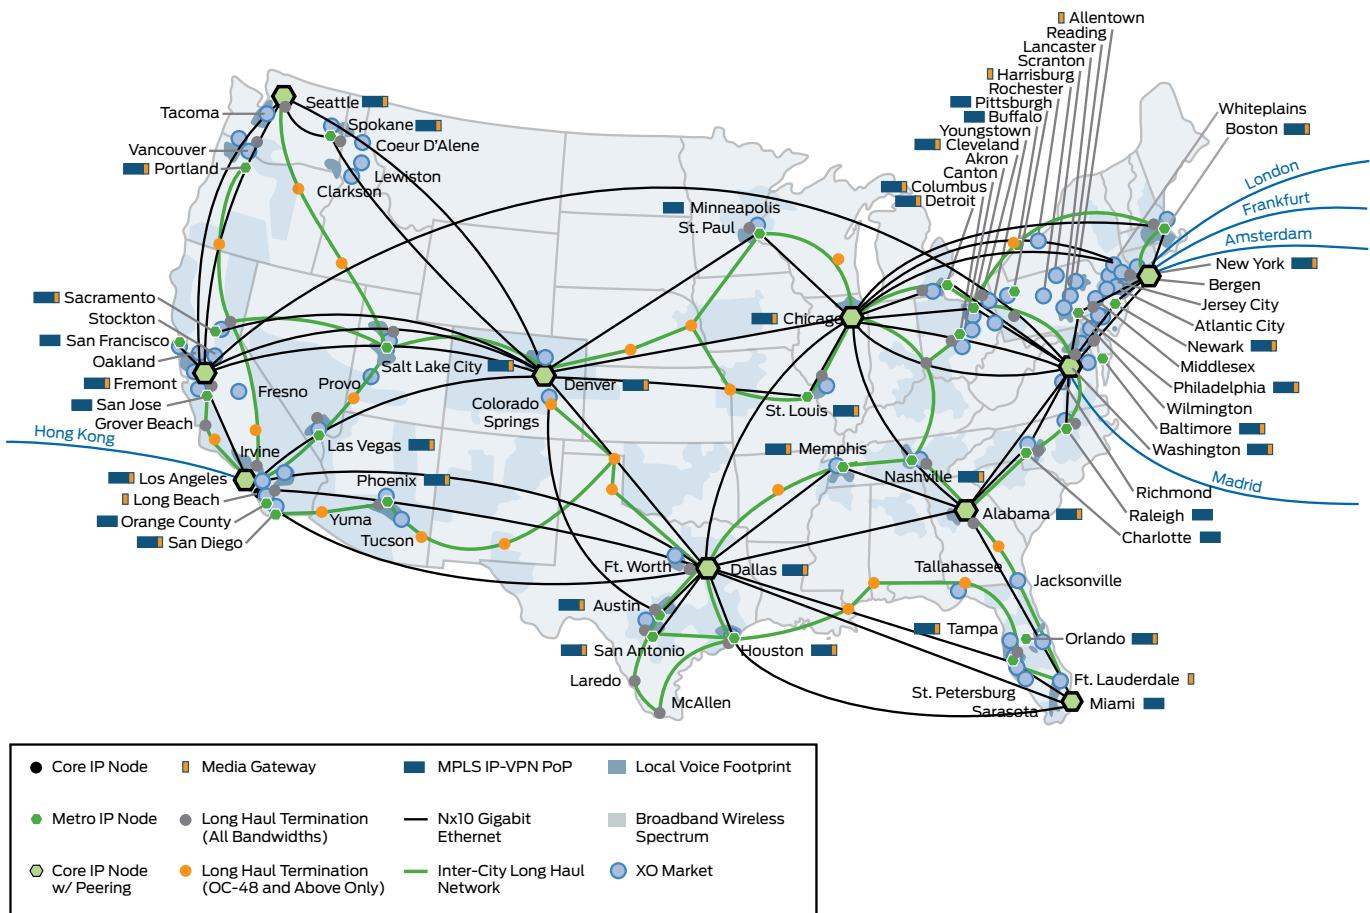 Allentown
Reading
Lancaster
Scranton
Harrisburg
Rochester
Pittsburgh
Buffalo
Youngstown
Cleveland
Akron
Canton
Columbus
Detroit
Whiteplains
Boston
London
Frankfurt
Amsterdam
New York
Bergen
Jersey City
Atlantic City
Newark
Middlesex
Philadelphia
Wilmington
Baltimore
Washington
Madrid
Richmond
Raleigh
Charlotte
Tacoma
Seattle
Spokane
Coeur D'Alene
Vancouver
Portland
Lewiston
Clarkson
Minneapolis
St. Paul
Sacramento
Stockton
San Francisco
Oakland
Fremont
San Jose
Grover Beach
Fresno
Provo
Salt Lake City
Denver
Colorado
Springs
Chicago
St. Louis
Hong Kong
Irvine
Las Vegas
Los Angeles
Long Beach
Orange County
San Diego
Phoenix
Yuma
Tucson
Memphis
Nashville
Alabama
Ft. Worth
Dallas
Austin
San Antonio
Houston
Laredo
McAllen
Tallahassee
Jacksonville
Tampa
Orlando
Ft. Lauderdale
St. Petersburg
Sarasota
Miami
Core IP Node
Media Gateway
MPLS IP-VPN PoP
Local Voice Footprint
Metro IP Node
Long Haul Termination
(All Bandwidths)
Nx10 Gigabit
Ethernet
Broadband Wireless
Spectrum
Core IP Node
w/ Peering
Long Haul Termination
(OC-48 and Above Only)
Inter-City Long Haul
Network
XO Market